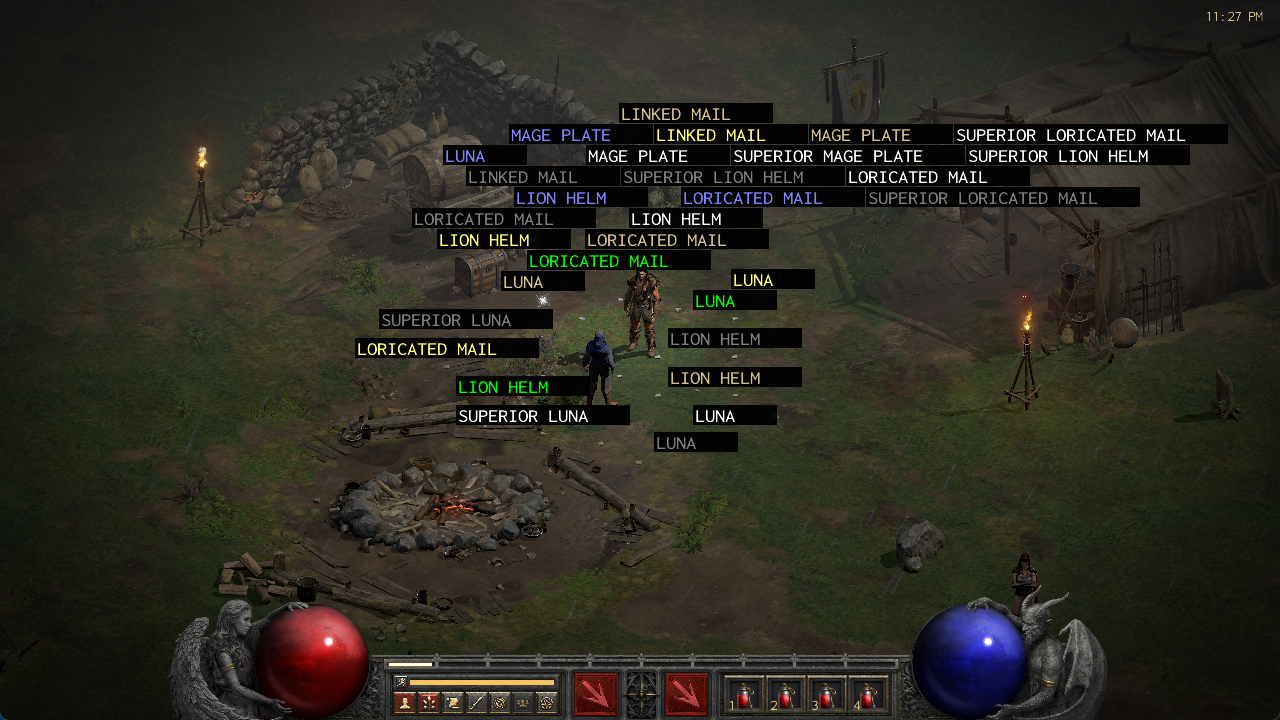 11:27 PM
LINKED MAIL
MAGE PLATE LINKED MAIL MAGE PLATE SUPERIOR LORICATED MAIL
LUNA MAGE PLATE SUPERIOR MAGE PLATE SUPERIOR LION HELM
LINKED MAIL SUPERIOR LION HELM LORICATED MAIL
LION HELM LORICATED MAIL SUPERIOR LORICATED MAIL
LORICATED MAIL LION HELM
LION HELM LORICATED MAIL
LORICATED MAIL
LUNA LUNA
LUNA
SUPERIOR LUNA
LION HELM
LORICATED MAIL
LION HELM
LION HELM
SUPERIOR LUNA LUNA
LUNA
1 2 3 4